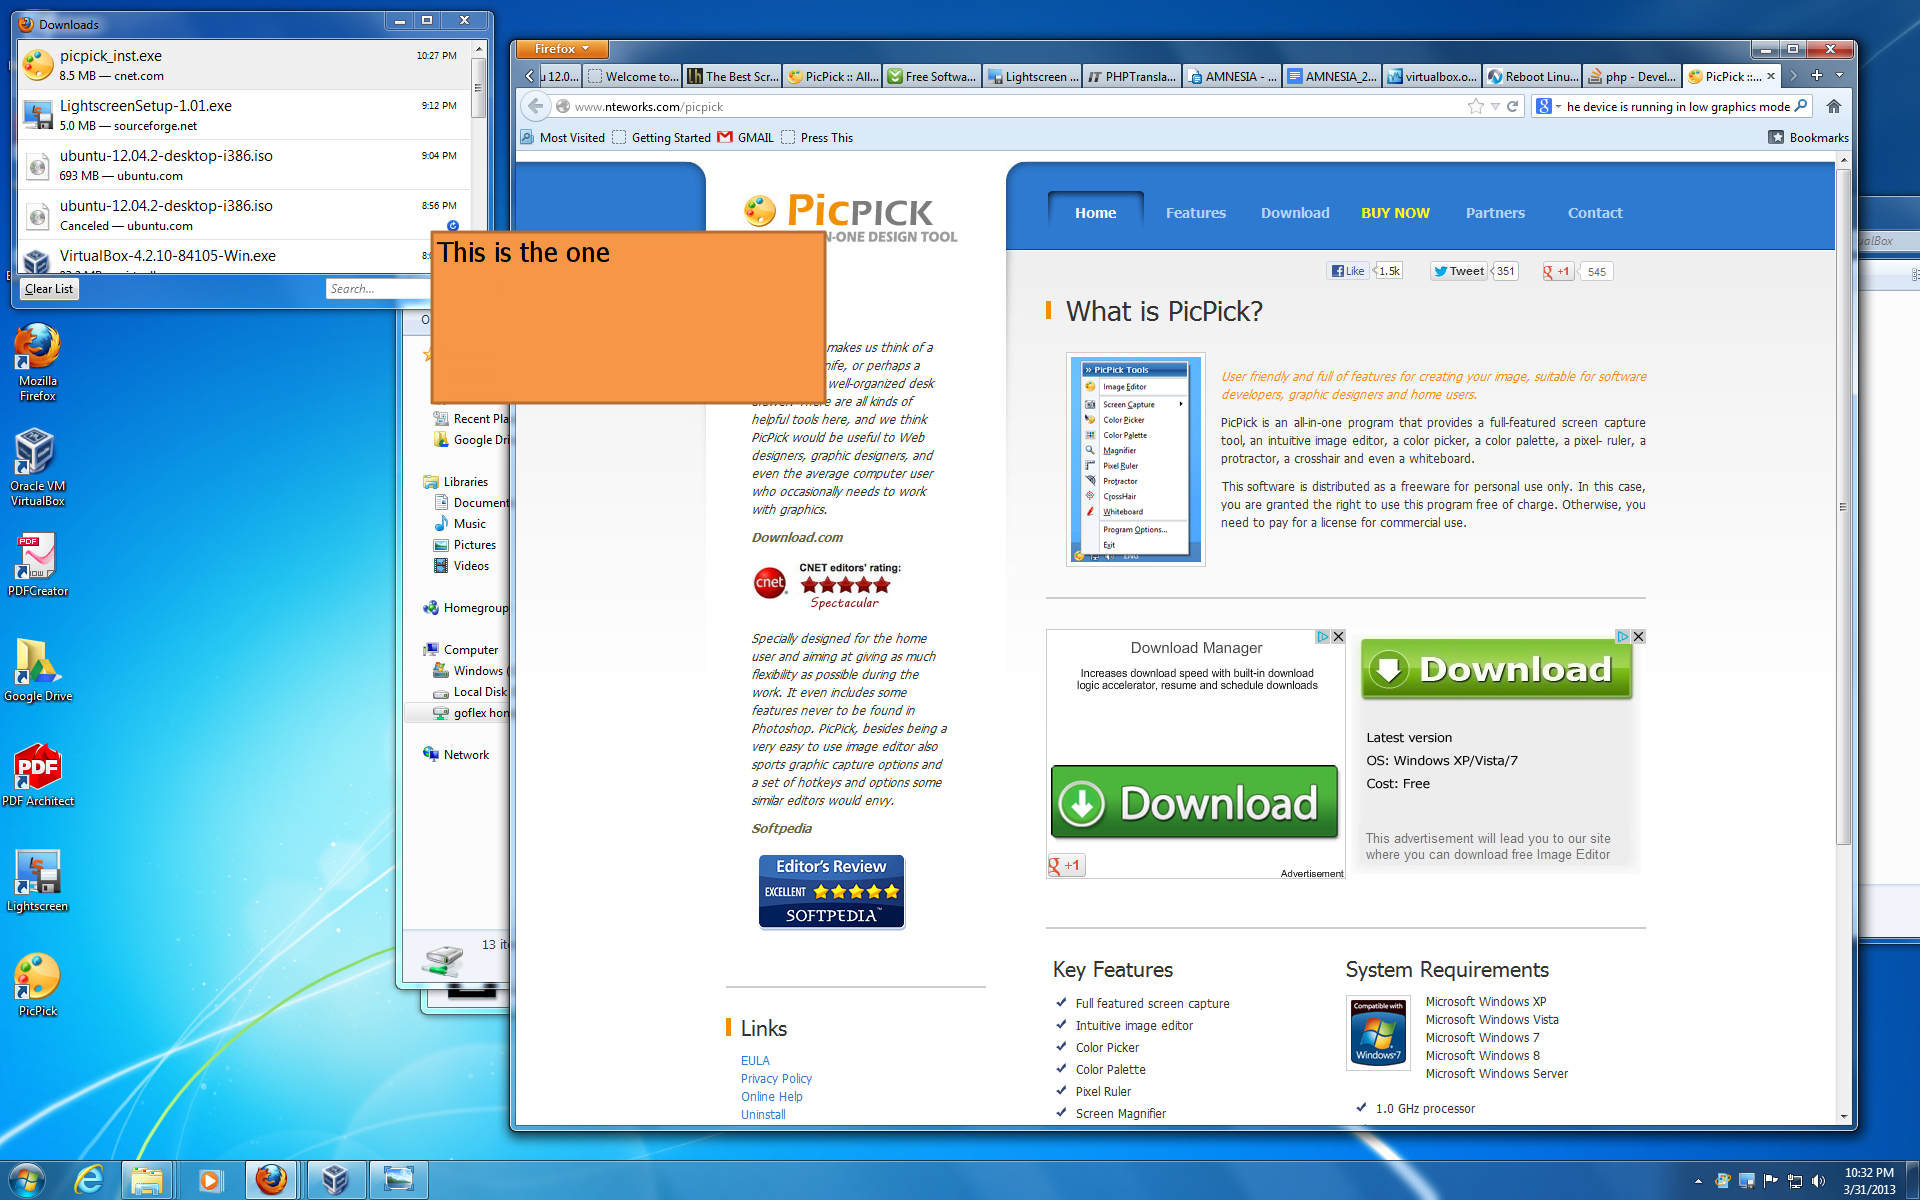 Downloads
picpick_inst.exe
10:27 PM
8.5 MB — cnet.com
LightscreenSetup-1.01.exe
9:12 PM
5.0 MB — sourceforge.net
ubuntu-12.04.2-desktop-i386.iso
9:04 PM
693 MB — ubuntu.com
ubuntu-12.04.2-desktop-i386.iso
8:56 PM
Canceled — ubuntu.com
VirtualBox-4.2.10-84105-Win.exe
Clear List
Search...
This is the one
Mozilla
Firefox
Oracle VM
VirtualBox
PDFCreator
Google Drive
PDF Architect
Lightscreen
PicPick
Recent Pla
Google Dri
Libraries
Document
Music
Pictures
Videos
Homegroup
Computer
Windows (
Local Disk
goflex hon
Network
13 ite
Firefox
u 12.0...
Welcome to...
The Best Scr...
PicPick :: All...
Free Softwa...
Lightscreen ...
PHPTransla...
AMNESIA - ...
AMNESIA_2...
virtualbox.o...
Reboot Linu...
php - Devel...
PicPick ::...
www.nteworks.com/picpick
he device is running in low graphics mode
Most Visited
Getting Started
GMAIL
Press This
Bookmarks
PICPICK
N-ONE DESIGN TOOL
Home
Features
Download
BUY NOW
Partners
Contact
Like
1.5k
Tweet
351
+1
545
makes us think of a
nife, or perhaps a
well-organized desk
drawer. There are all kinds of
helpful tools here, and we think
PicPick would be useful to Web
designers, graphic designers, and
even the average computer user
who occasionally needs to work
with graphics.
Download.com
cnet
CNET editors' rating:
Spectacular
Specially designed for the home
user and aiming at giving as much
flexibility as possible during the
work. It even includes some
features never to be found in
Photoshop. PicPick, besides being a
very easy to use image editor also
sports graphic capture options and
a set of hotkeys and options some
similar editors would envy.
Softpedia
Editor's Review
EXCELLENT
SOFTPEDIA™
Links
EULA
Privacy Policy
Online Help
Uninstall
What is PicPick?
» PicPick Tools
Image Editor
Screen Capture
Color Picker
Color Palette
Magnifier
Pixel Ruler
Protractor
CrossHair
Whiteboard
Program Options...
Exit
ENG
User friendly and full of features for creating your image, suitable for software
developers, graphic designers and home users.
PicPick is an all-in-one program that provides a full-featured screen capture
tool, an intuitive image editor, a color picker, a color palette, a pixel- ruler, a
protractor, a crosshair and even a whiteboard.
This software is distributed as a freeware for personal use only. In this case,
you are granted the right to use this program free of charge. Otherwise, you
need to pay for a license for commercial use.
Download Manager
Increases download speed with built-in download
logic accelerator, resume and schedule downloads
Download
+1
Advertisement
Download
Latest version
OS: Windows XP/Vista/7
Cost: Free
This advertisement will lead you to our site
where you can download free Image Editor
Key Features
Full featured screen capture
Intuitive image editor
Color Picker
Color Palette
Pixel Ruler
Screen Magnifier
System Requirements
Compatible with
Windows 7
Microsoft Windows XP
Microsoft Windows Vista
Microsoft Windows 7
Microsoft Windows 8
Microsoft Windows Server
1.0 GHz processor
ualBox
10:32 PM
3/31/2013